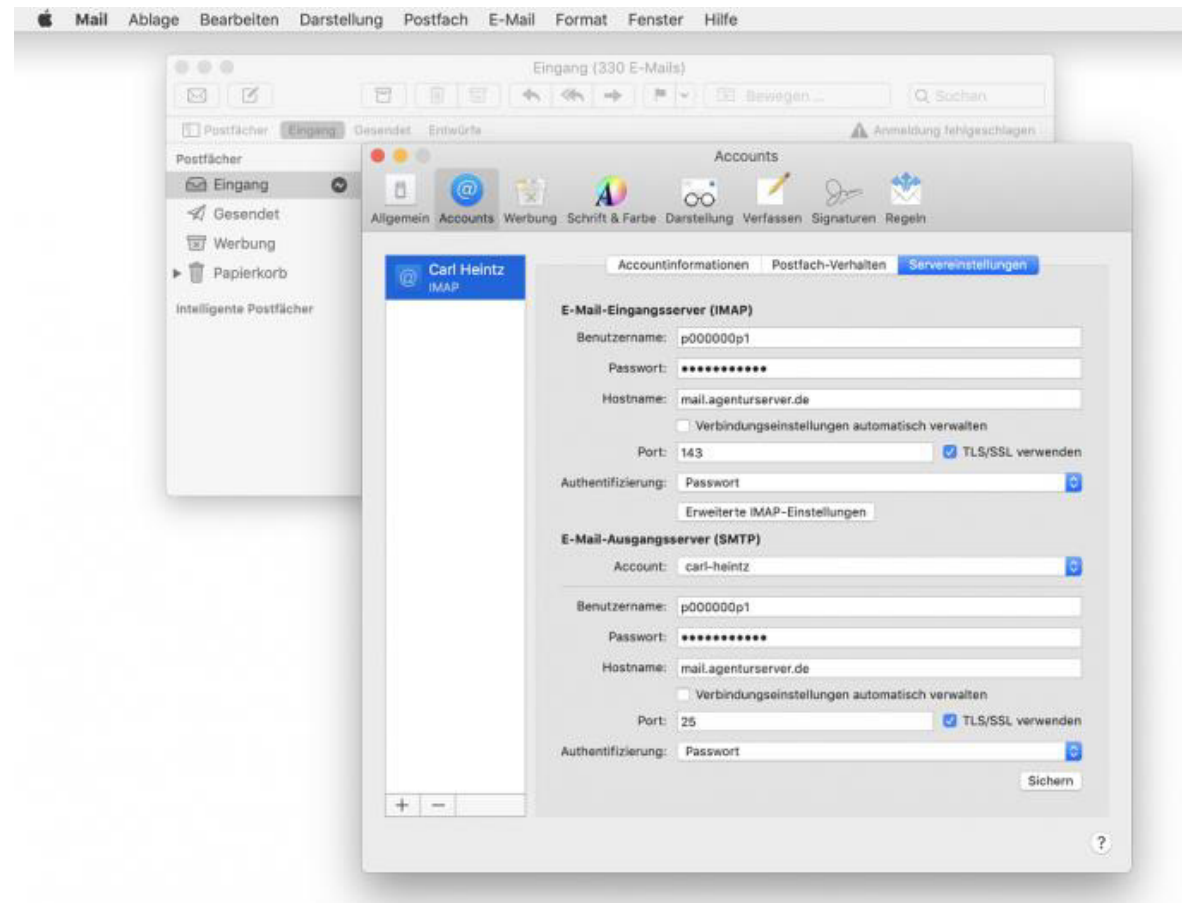 Mail Ablage Bearbeiten Darstellung Postfach E-Mail Format Fenster Hilfe
Eingang (330 E-Mails)
Bewegen ... Suchen
Postfächer Eingang Gesendet Entwürfe Anmeldung fehlgeschlagen
Postfächer
Eingang
Gesendet
Werbung
Papierkorb
Intelligente Postfächer
Accounts
Allgemein Accounts Werbung Schrift & Farbe Darstellung Verfassen Signaturen Regeln
Carl Heintz
IMAP
Accountinformationen Postfach-Verhalten Servereinstellungen
E-Mail-Eingangsserver (IMAP)
Benutzername: p000000p1
Passwort: •••••••••••
Hostname: mail.agenturserver.de
Verbindungseinstellungen automatisch verwalten
Port: 143 TLS/SSL verwenden
Authentifizierung: Passwort
Erweiterte IMAP-Einstellungen
E-Mail-Ausgangsserver (SMTP)
Account: carl-heintz
Benutzername: p000000p1
Passwort: •••••••••••
Hostname: mail.agenturserver.de
Verbindungseinstellungen automatisch verwalten
Port: 25 TLS/SSL verwenden
Authentifizierung: Passwort
Sichern
+ −
?